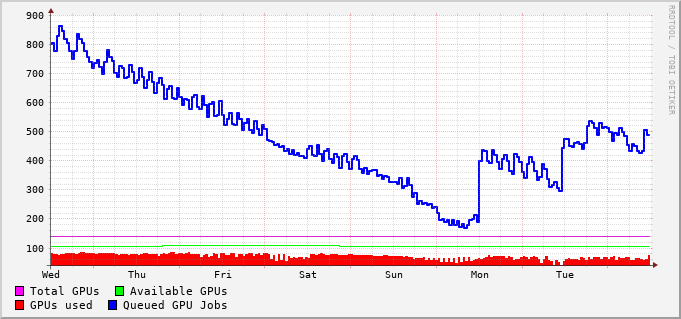 RRDTOOL / TOBI OETIKER
900
800
700
600
500
400
300
200
100
Wed Thu Fri Sat Sun Mon Tue
Total GPUs Available GPUs
GPUs used Queued GPU Jobs